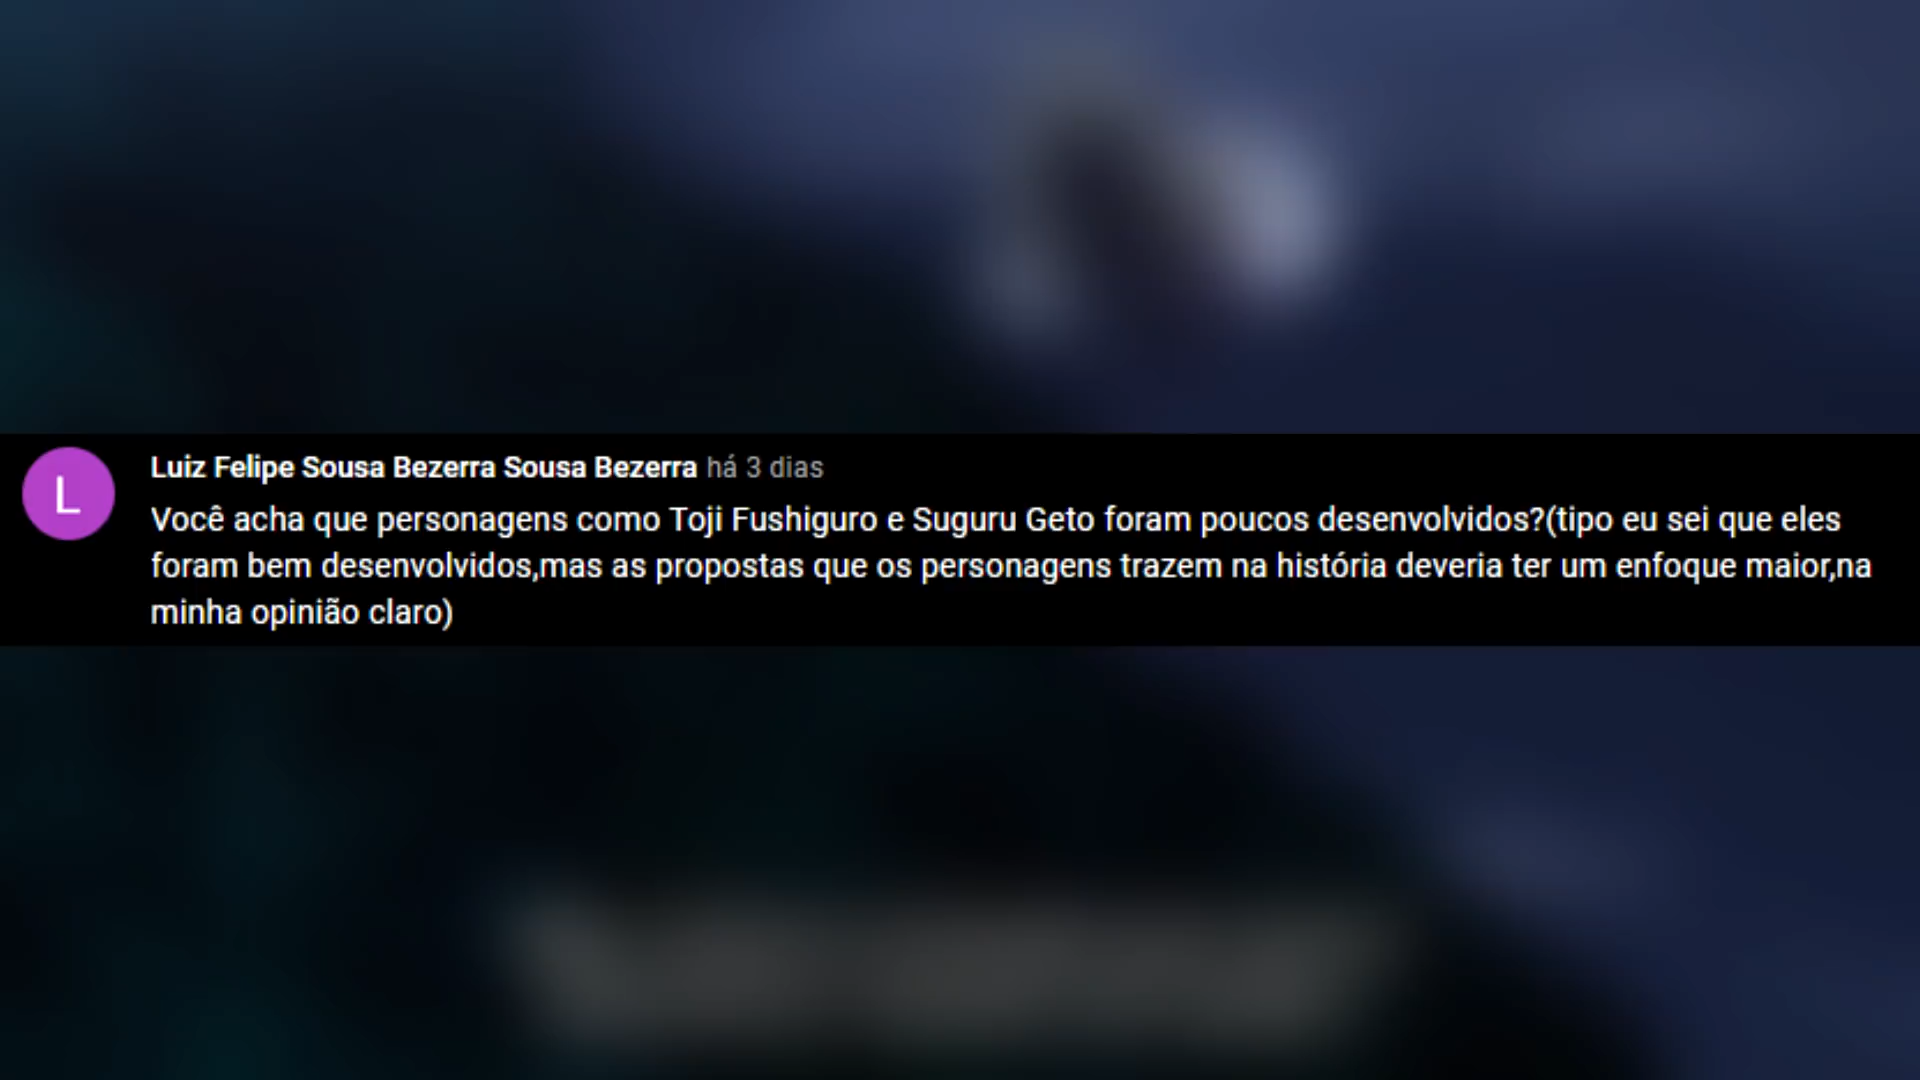 L
Luiz Felipe Sousa Bezerra Sousa Bezerra há 3 dias
Você acha que personagens como Toji Fushiguro e Suguru Geto foram poucos desenvolvidos?(tipo eu sei que eles
foram bem desenvolvidos,mas as propostas que os personagens trazem na história deveria ter um enfoque maior,na
minha opinião claro)